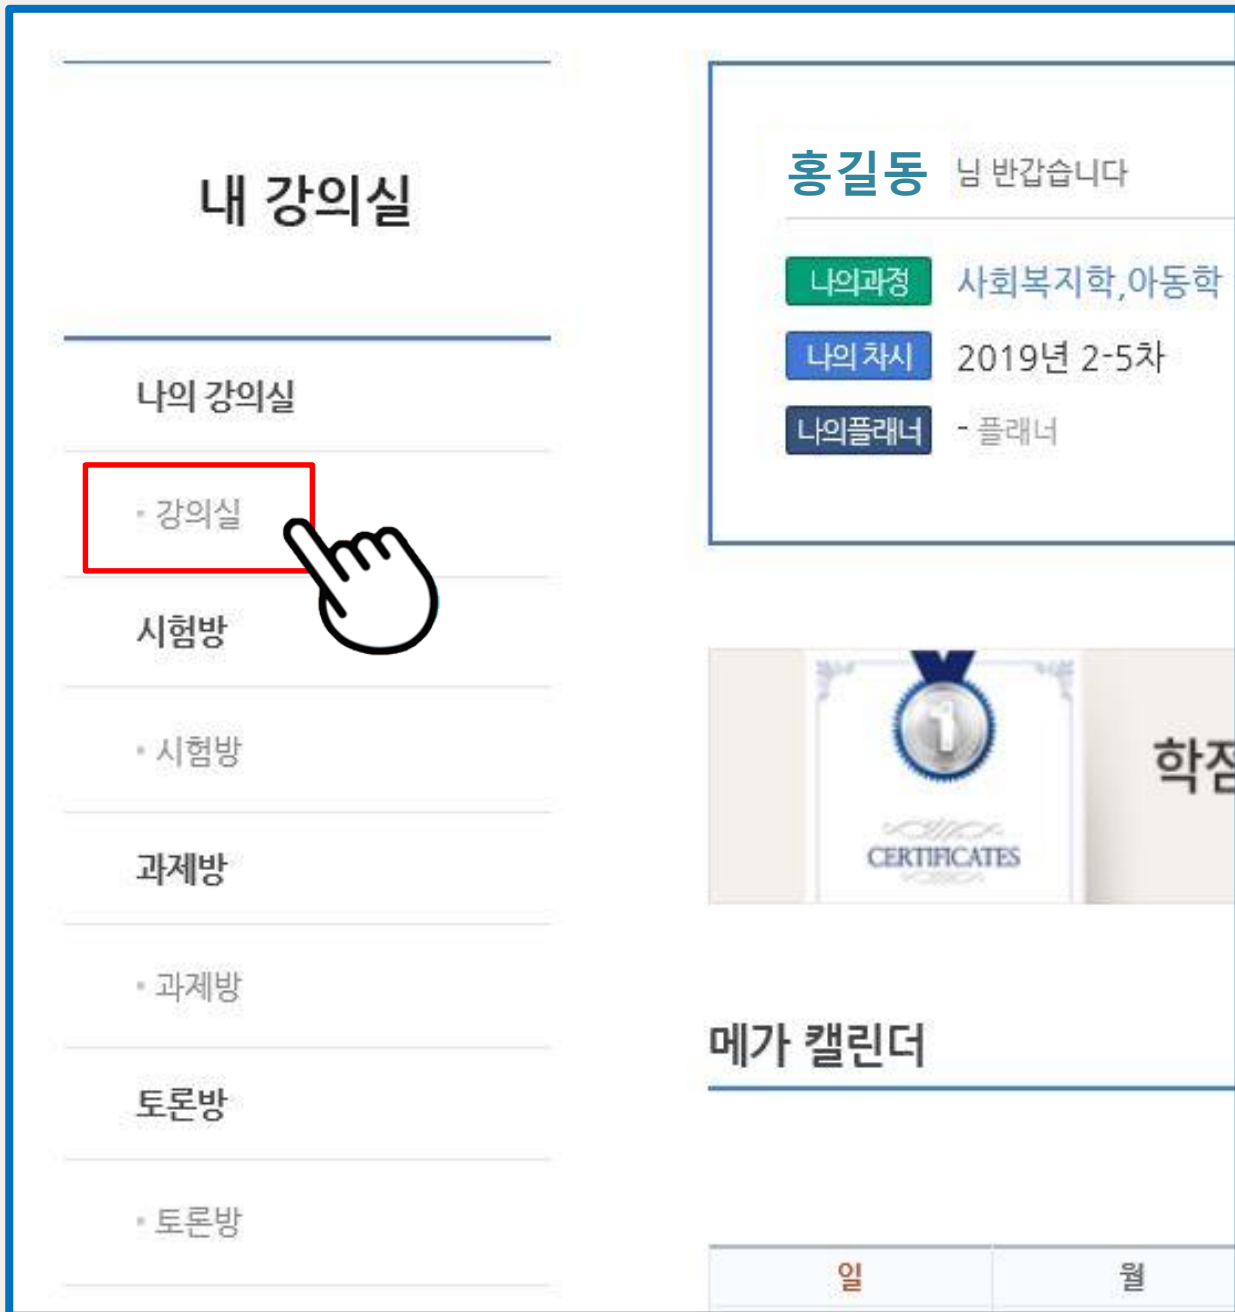 내 강의실
나의 강의실
• 강의실
시험방
• 시험방
과제방
• 과제방
토론방
• 토론방
홍길동 님 반갑습니다
나의과정 사회복지학,아동학
나의 차시 2019년 2-5차
나의플래너 - 플래너
1
CERTIFICATES
학점
메가 캘린더
일 월